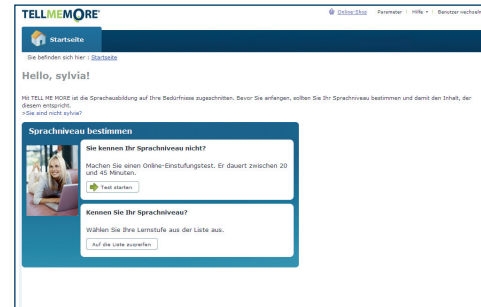 TELLMEMORE®
Online-Shop Parameter Hilfe Benutzer wechseln
Startseite
Sie befinden sich hier : Startseite
Hello, sylvia!
Mit TELL ME MORE ist die Sprachausbildung auf Ihre Bedürfnisse zugeschnitten. Bevor Sie anfangen, sollten Sie Ihr Sprachniveau bestimmen und damit den Inhalt, der
diesem entspricht.
>Sie sind nicht sylvia?
Sprachniveau bestimmen
Sie kennen Ihr Sprachniveau nicht?
Machen Sie einen Online-Einstufungstest. Er dauert zwischen 20
und 45 Minuten.
Test starten
Kennen Sie Ihr Sprachniveau?
Wählen Sie Ihre Lernstufe aus der Liste aus.
Auf die Liste zugreifen